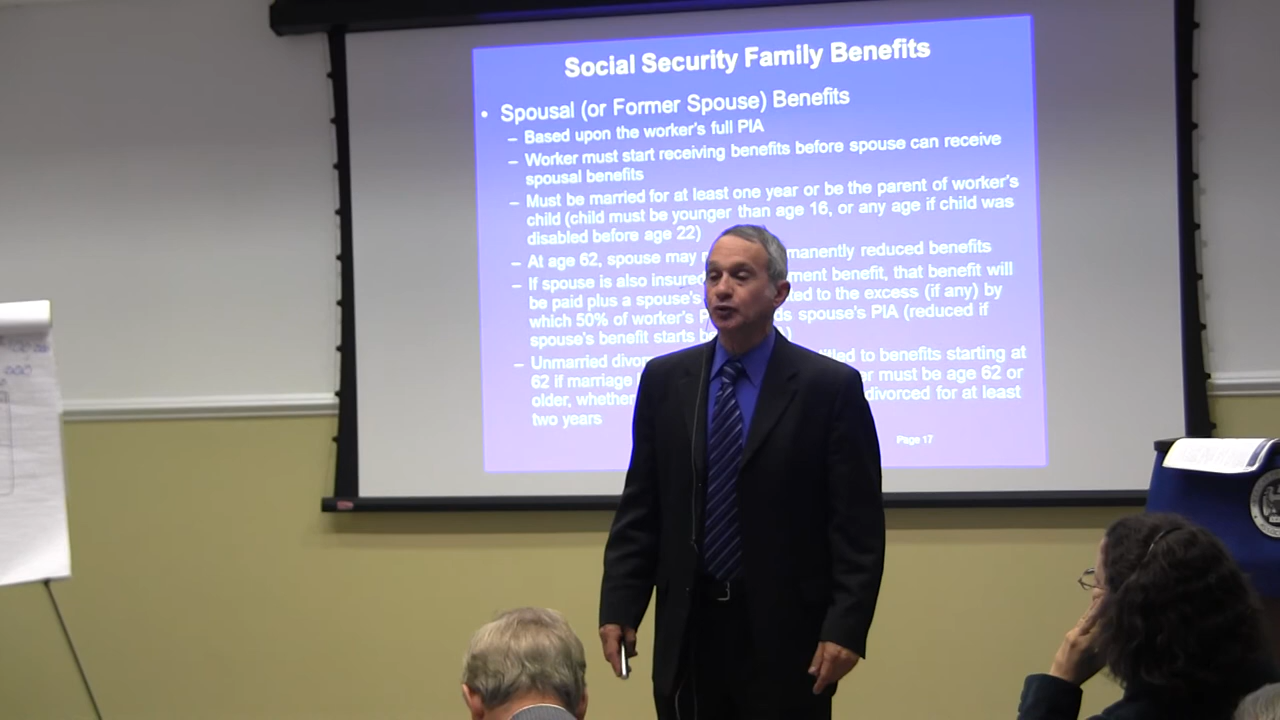 Social Security Family Benefits
• Spousal (or Former Spouse) Benefits
– Based upon the worker's full PIA
– Worker must start receiving benefits before spouse can receive
spousal benefits
– Must be married for at least one year or be the parent of worker's
child (child must be younger than age 16, or any age if child was
disabled before age 22)
– At age 62, spouse may permanently reduced benefits
– If spouse is also insured benefit, that benefit will
be paid plus a spouse's to the excess (if any) by
which 50% of worker's spouse's PIA (reduced if
spouse's benefit starts
– Unmarried to benefits starting at
62 if marriage must be age 62 or
older, whether divorced for at least
two years
Page 17